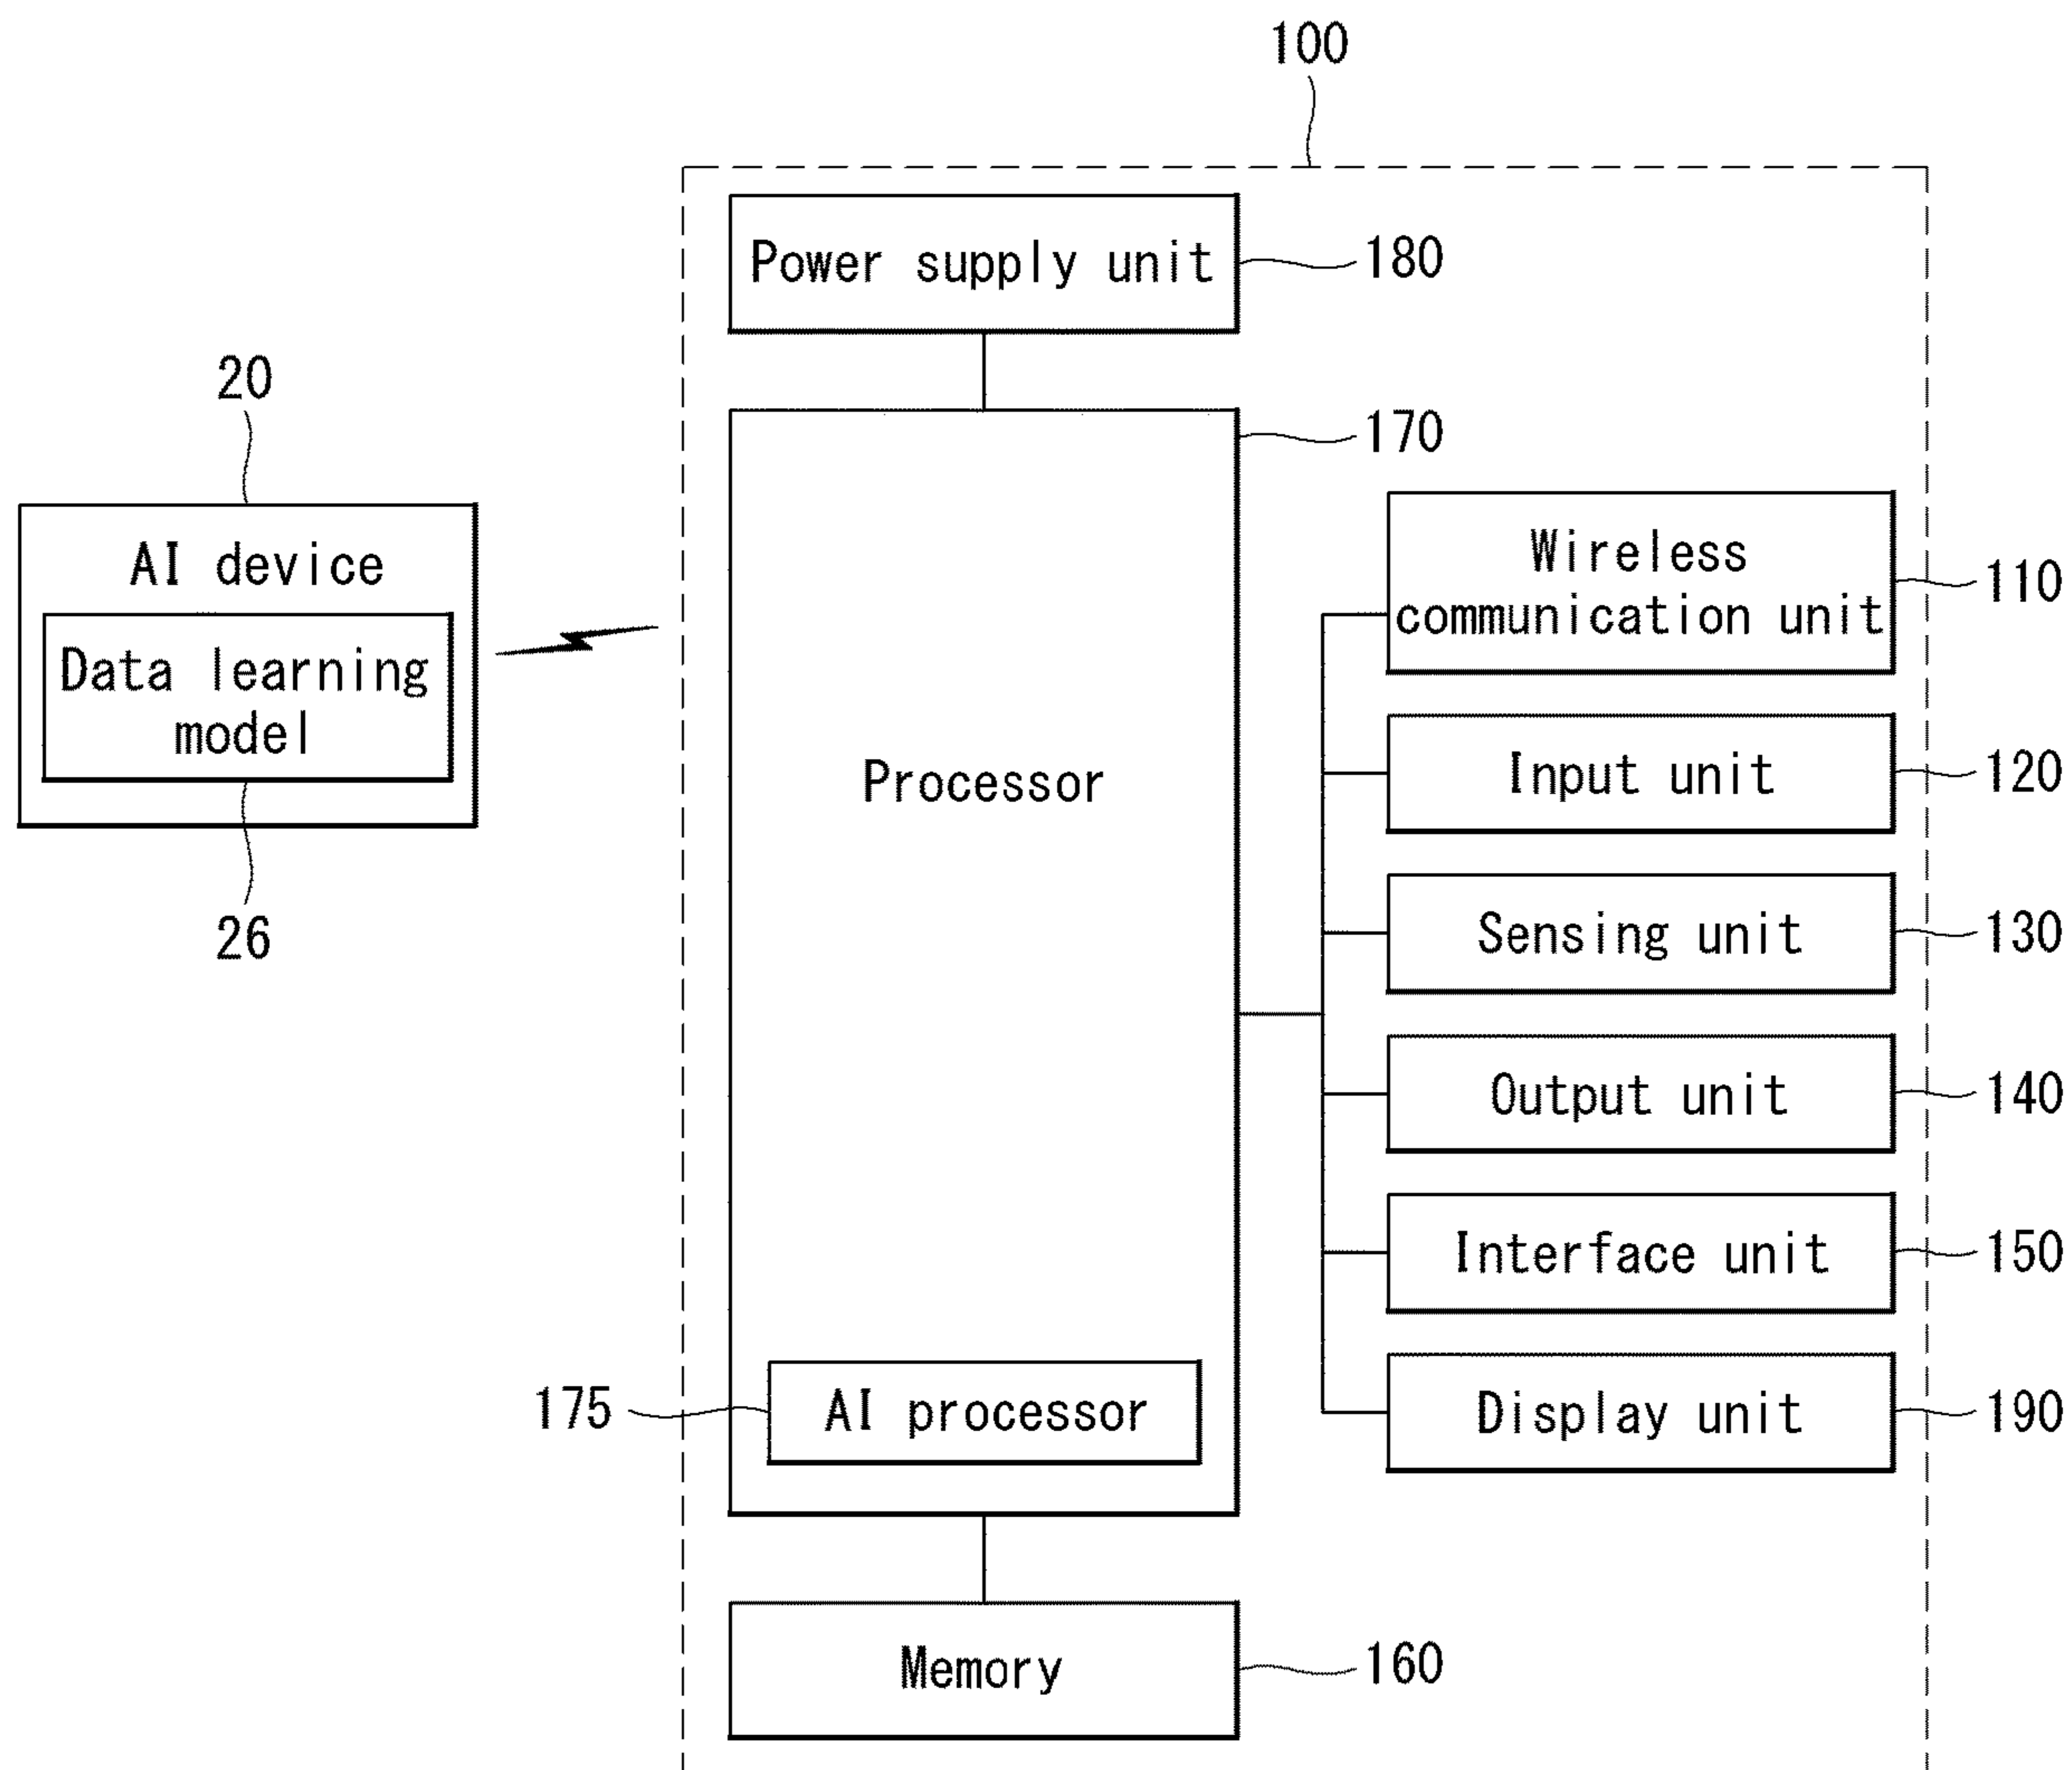 100
Power supply unit
180
20
170
AI device
Wireless
communication unit
110
Data learning
model
26
Processor
Input unit
120
Sensing unit
130
Output unit
140
Interface unit
150
175
AI processor
Display unit
190
Memory
160